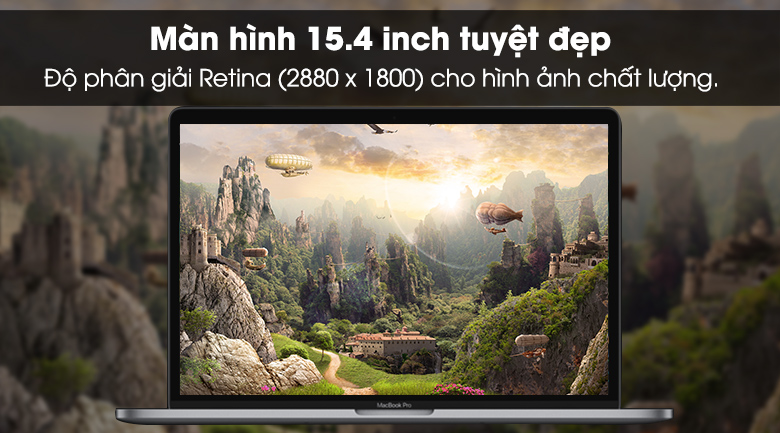 Màn hình 15.4 inch tuyệt đẹp
Độ phân giải Retina (2880 x 1800) cho hình ảnh chất lượng.
MacBook Pro